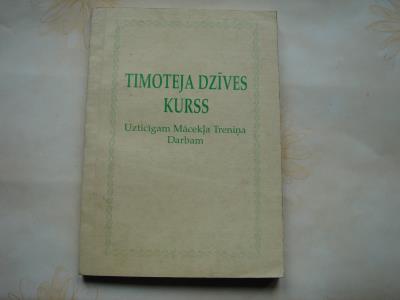 TIMOTEJA DZĪVES
KURSS
Uzticīgam Mācekļa Treniņa
Darbam